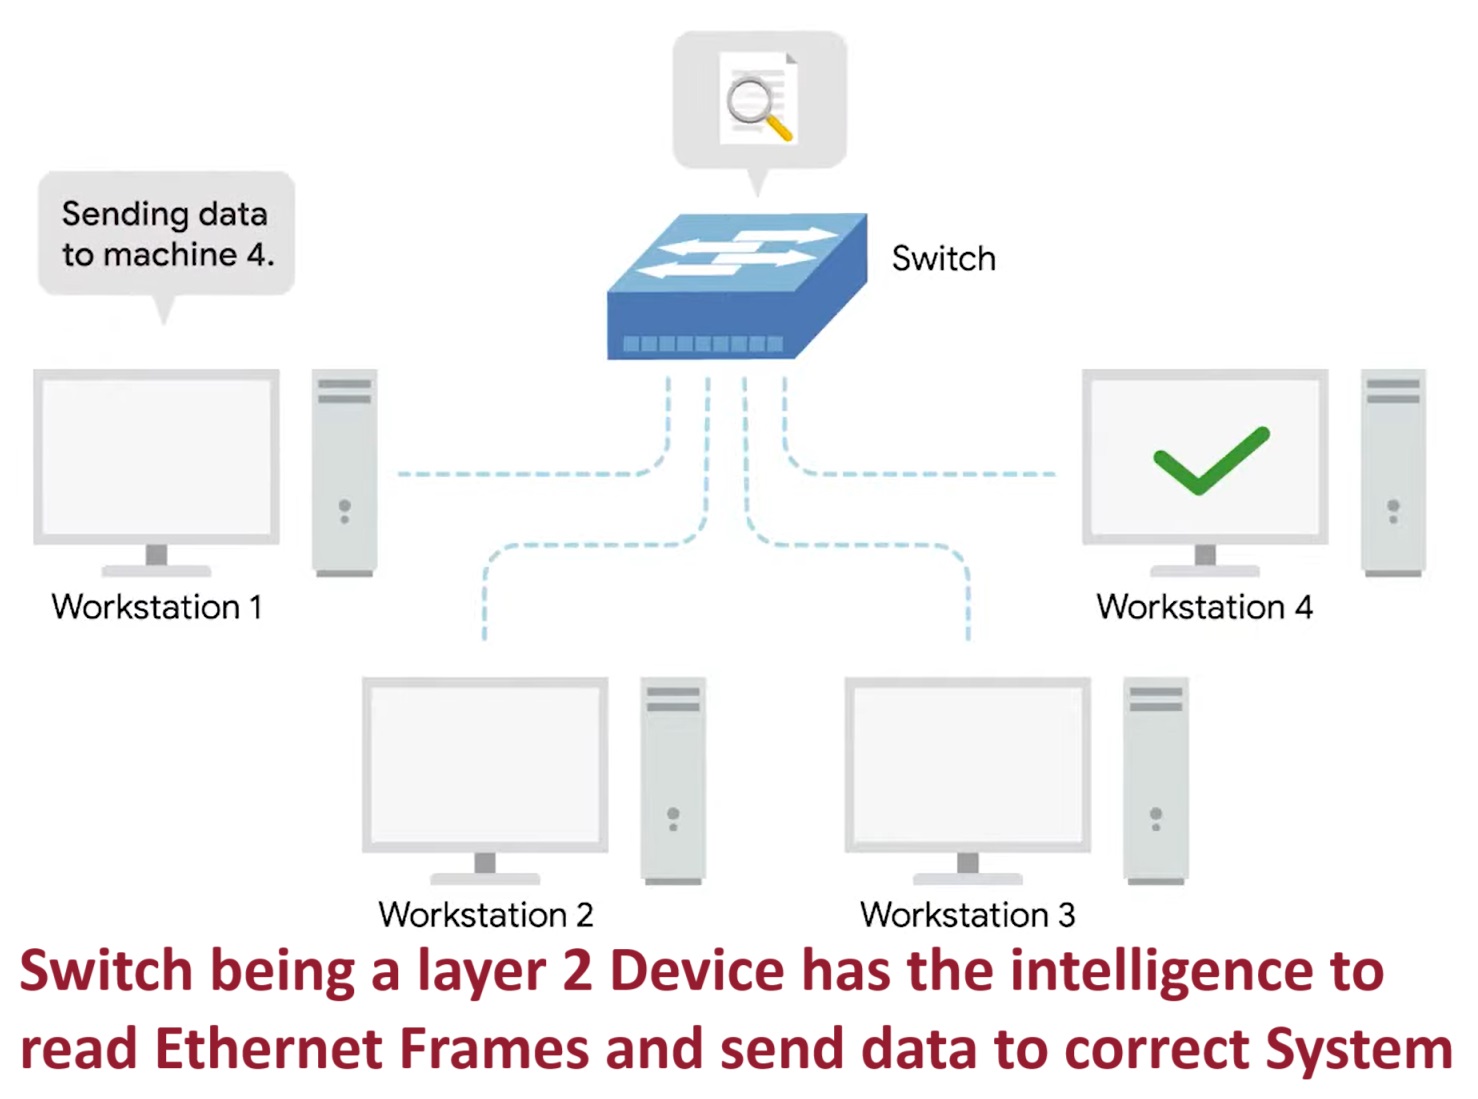 Sending data
to machine 4.
Switch
Workstation 1
Workstation 4
Workstation 2
Workstation 3
Switch being a layer 2 Device has the intelligence to
read Ethernet Frames and send data to correct System